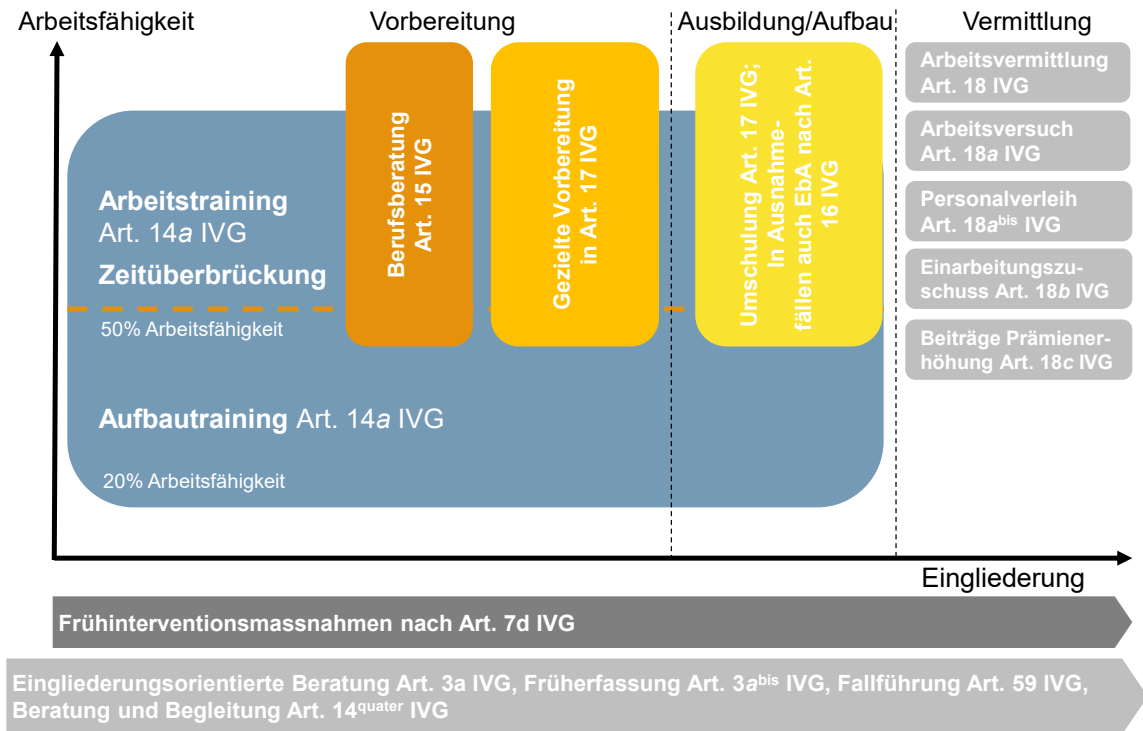 Arbeitsfähigkeit
Vorbereitung
Ausbildung/Aufbau
Vermittlung
Arbeitstraining
Art. 14a IVG
Zeitüberbrückung
50% Arbeitsfähigkeit
Aufbautraining Art. 14a IVG
20% Arbeitsfähigkeit
Berufsberatung
Art. 15 IVG
Gezielte Vorbereitung
in Art. 17 IVG
Umschulung Art. 17 IVG;
In Ausnahme-
fällen auch EbA nach Art.
16 IVG
Arbeitsvermittlung
Art. 18 IVG
Arbeitsversuch
Art. 18a IVG
Personalverleih
Art. 18aᵇⁱˢ IVG
Einarbeitungszu-
schuss Art. 18b IVG
Beiträge Prämiener-
höhung Art. 18c IVG
Eingliederung
Frühinterventionsmassnahmen nach Art. 7d IVG
Eingliederungsorientierte Beratung Art. 3a IVG, Früherfassung Art. 3aᵇⁱˢ IVG, Fallführung Art. 59 IVG,
Beratung und Begleitung Art. 14quater IVG